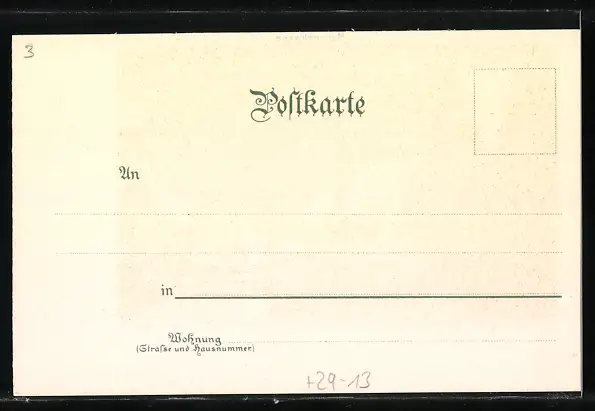 3
Poſtkarte
An
in
Wohnung
(Straſse und Hausnummer)
+29-13